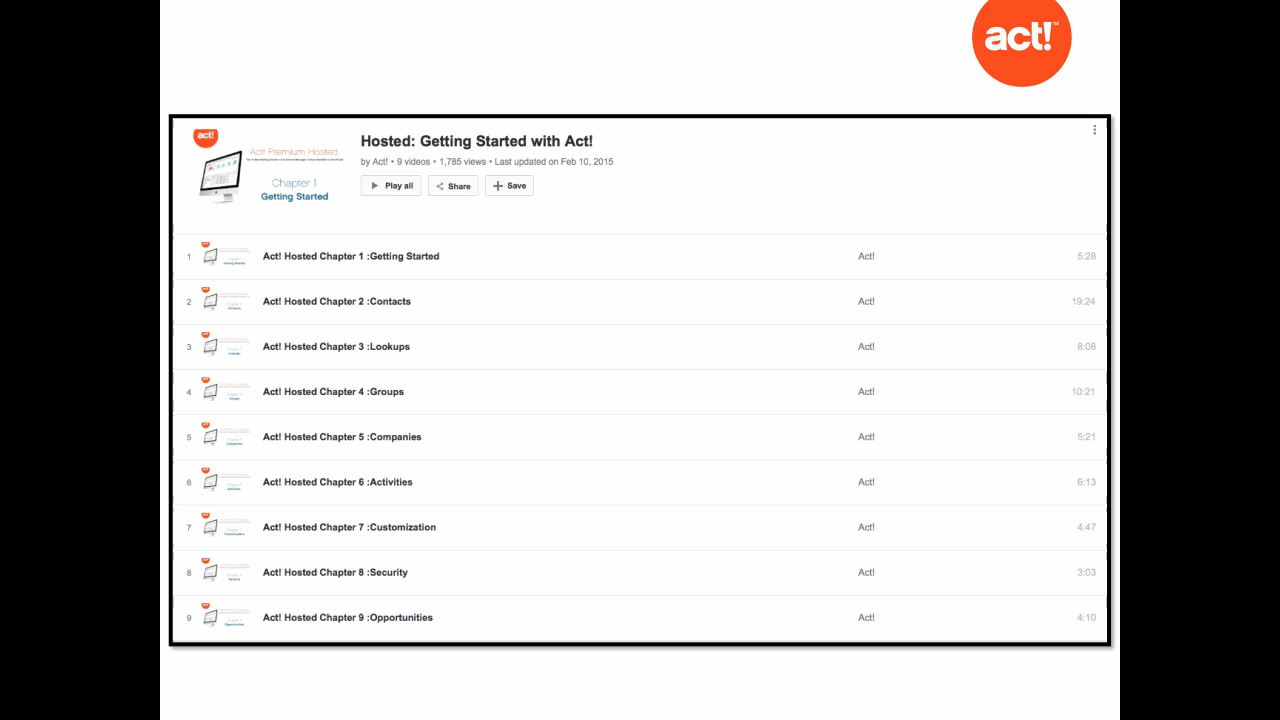 act!™
act!
Act! Premium Hosted
Chapter 1
Getting Started
Hosted: Getting Started with Act!
by Act! • 9 videos • 1,785 views • Last updated on Feb 10, 2015
Play all
Share
Save
1 Act! Hosted Chapter 1 :Getting Started Act! 5:28
2 Act! Hosted Chapter 2 :Contacts Act! 19:24
3 Act! Hosted Chapter 3 :Lookups Act! 8:08
4 Act! Hosted Chapter 4 :Groups Act! 10:21
5 Act! Hosted Chapter 5 :Companies Act! 5:21
6 Act! Hosted Chapter 6 :Activities Act! 6:13
7 Act! Hosted Chapter 7 :Customization Act! 4:47
8 Act! Hosted Chapter 8 :Security Act! 3:03
9 Act! Hosted Chapter 9 :Opportunities Act! 4:10